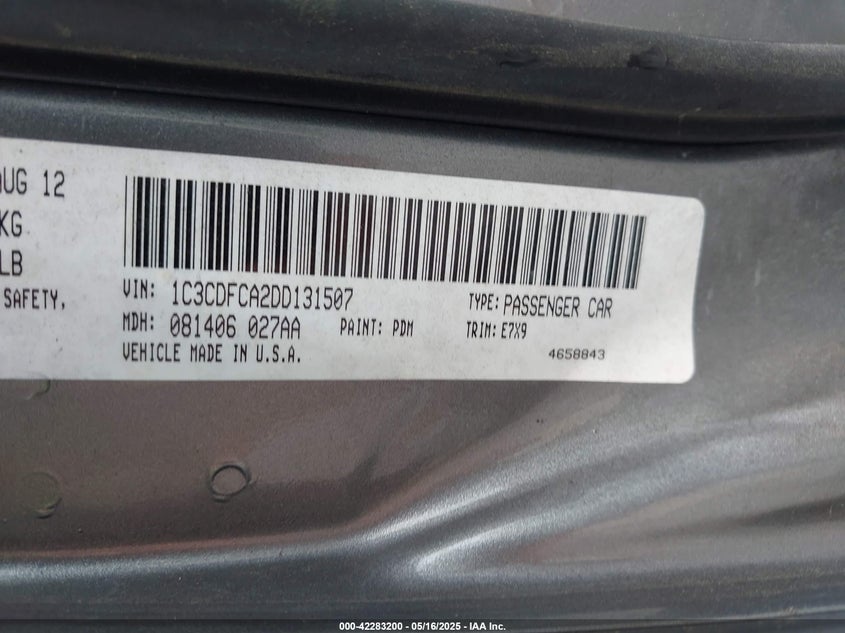 AUG 12
KG
LB
SAFETY,
VIN: 1C3CDFCA2DD131507 TYPE: PASSENGER CAR
MDH: 081406 027AA PAINT: PDM TRIM: E7X9
VEHICLE MADE IN U.S.A. 4658843
000-42283200 - 05/16/2025 - IAA Inc.